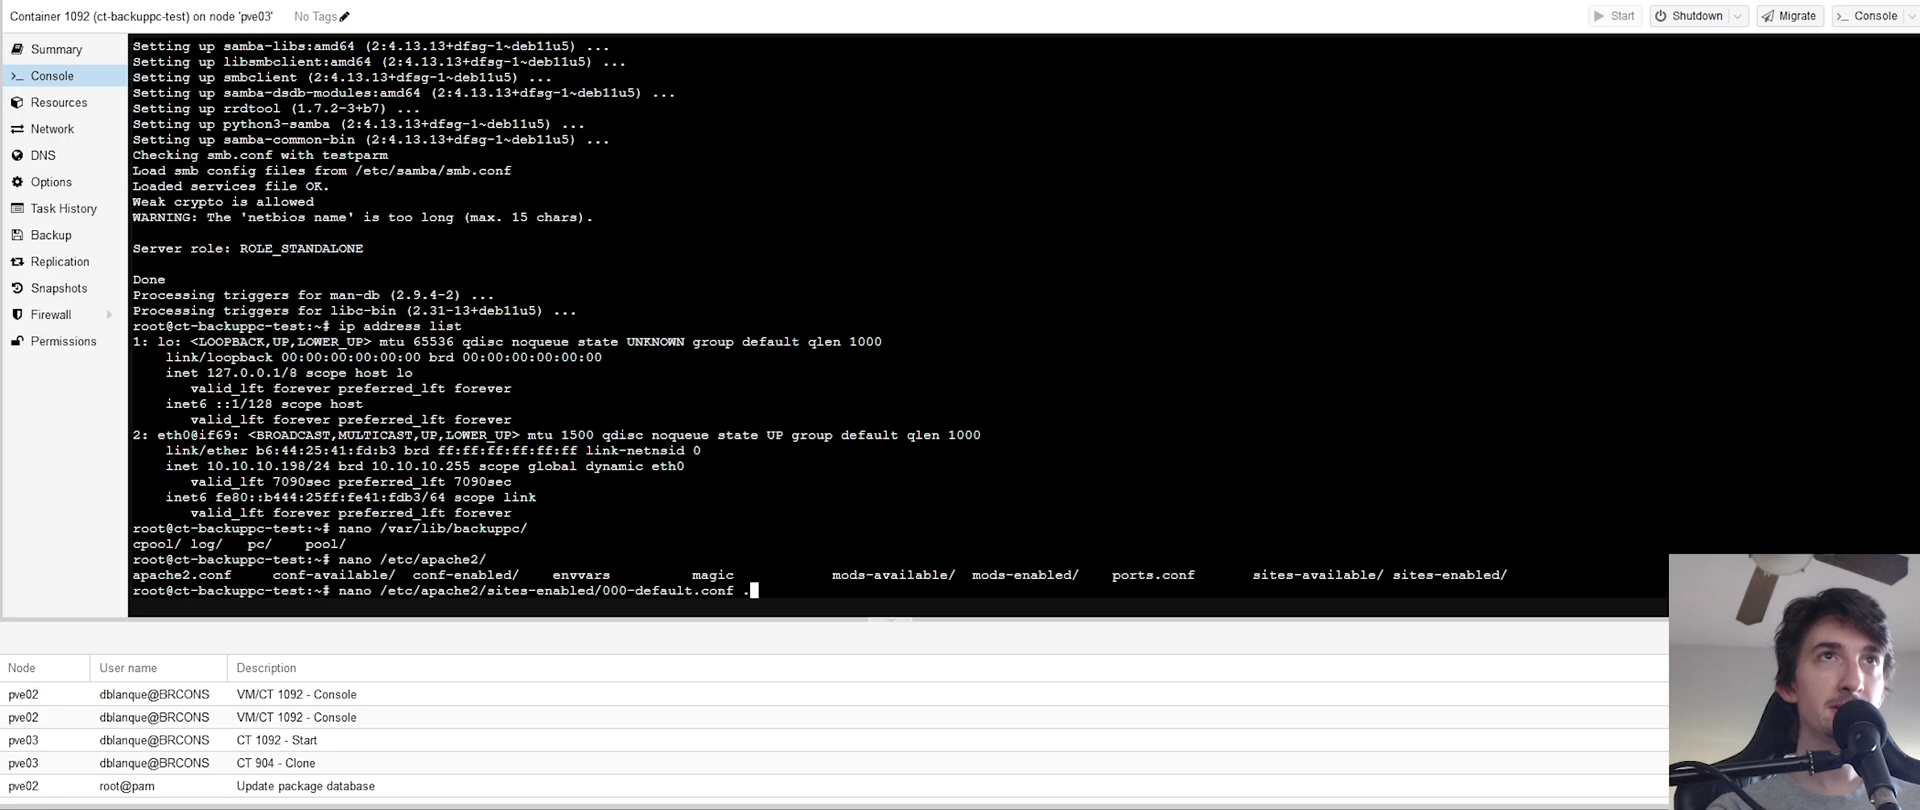 Container 1092 (ct-backuppc-test) on node 'pve03' No Tags Start Shutdown Migrate >_ Console
Summary
>_ Console
Resources
Network
DNS
Options
Task History
Backup
Replication
Snapshots
Firewall
Permissions
Setting up samba-libs:amd64 (2:4.13.13+dfsg-1~deb11u5) ...
Setting up libsmbclient:amd64 (2:4.13.13+dfsg-1~deb11u5) ...
Setting up smbclient (2:4.13.13+dfsg-1~deb11u5) ...
Setting up samba-dsdb-modules:amd64 (2:4.13.13+dfsg-1~deb11u5) ...
Setting up rrdtool (1.7.2-3+b7) ...
Setting up python3-samba (2:4.13.13+dfsg-1~deb11u5) ...
Setting up samba-common-bin (2:4.13.13+dfsg-1~deb11u5) ...
Checking smb.conf with testparm
Load smb config files from /etc/samba/smb.conf
Loaded services file OK.
Weak crypto is allowed
WARNING: The 'netbios name' is too long (max. 15 chars).
Server role: ROLE_STANDALONE
Done
Processing triggers for man-db (2.9.4-2) ...
Processing triggers for libc-bin (2.31-13+deb11u5) ...
root@ct-backuppc-test:~# ip address list
1: lo: <LOOPBACK,UP,LOWER_UP> mtu 65536 qdisc noqueue state UNKNOWN group default qlen 1000
link/loopback 00:00:00:00:00:00 brd 00:00:00:00:00:00
inet 127.0.0.1/8 scope host lo
valid_lft forever preferred_lft forever
inet6 ::1/128 scope host
valid_lft forever preferred_lft forever
2: eth0@if69: <BROADCAST,MULTICAST,UP,LOWER_UP> mtu 1500 qdisc noqueue state UP group default qlen 1000
link/ether b6:44:25:41:fd:b3 brd ff:ff:ff:ff:ff:ff link-netnsid 0
inet 10.10.10.198/24 brd 10.10.10.255 scope global dynamic eth0
valid_lft 7090sec preferred_lft 7090sec
inet6 fe80::b444:25ff:fe41:fdb3/64 scope link
valid_lft forever preferred_lft forever
root@ct-backuppc-test:~# nano /var/lib/backuppc/
cpool/ log/ pc/ pool/
root@ct-backuppc-test:~# nano /etc/apache2/
apache2.conf conf-available/ conf-enabled/ envvars magic mods-available/ mods-enabled/ ports.conf sites-available/ sites-enabled/
root@ct-backuppc-test:~# nano /etc/apache2/sites-enabled/000-default.conf .
Node User name Description
pve02 dblanque@BRCONS VM/CT 1092 - Console
pve02 dblanque@BRCONS VM/CT 1092 - Console
pve03 dblanque@BRCONS CT 1092 - Start
pve03 dblanque@BRCONS CT 904 - Clone
pve02 root@pam Update package database